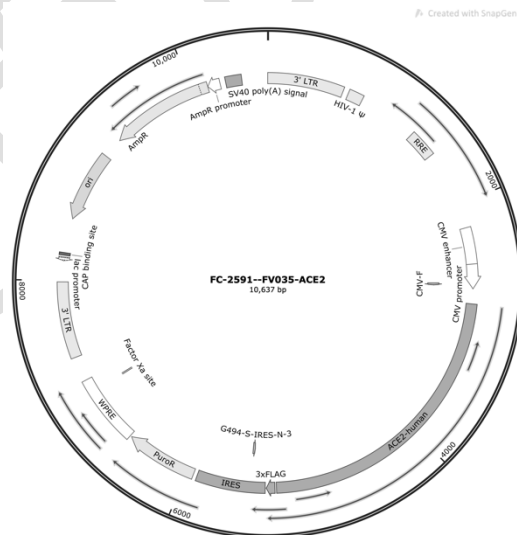 Created with SnapGene
10,000
3' LTR
HIV-1 Ψ
SV40 poly(A) signal
AmpR promoter
AmpR
RRE
2000
ori
CMV enhancer
CMV promoter
CMV-F
CAP binding site
lac promoter
FC-2591--FV035-ACE2
10,637 bp
8000
3' LTR
Factor Xa site
WPRE
ACE2-human
G494-S-IRES-N-3
4000
PuroR
3xFLAG
IRES
6000